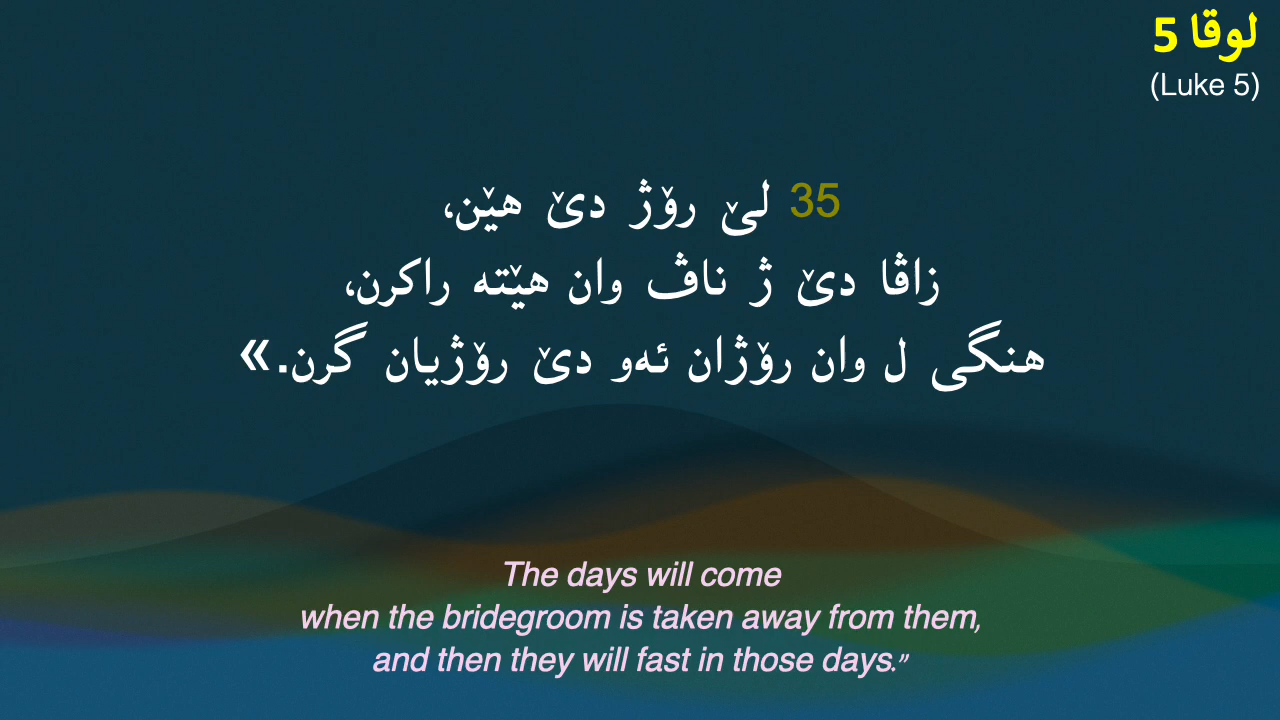 لوقا 5
(Luke 5)
35 لێ رۆژ دێ هێن،
زاڤا دێ ژ ناڤ وان هێته راکرن،
هنگی ل وان رۆژان ئەو دێ رۆژیان گرن.»
The days will come
when the bridegroom is taken away from them,
and then they will fast in those days.”